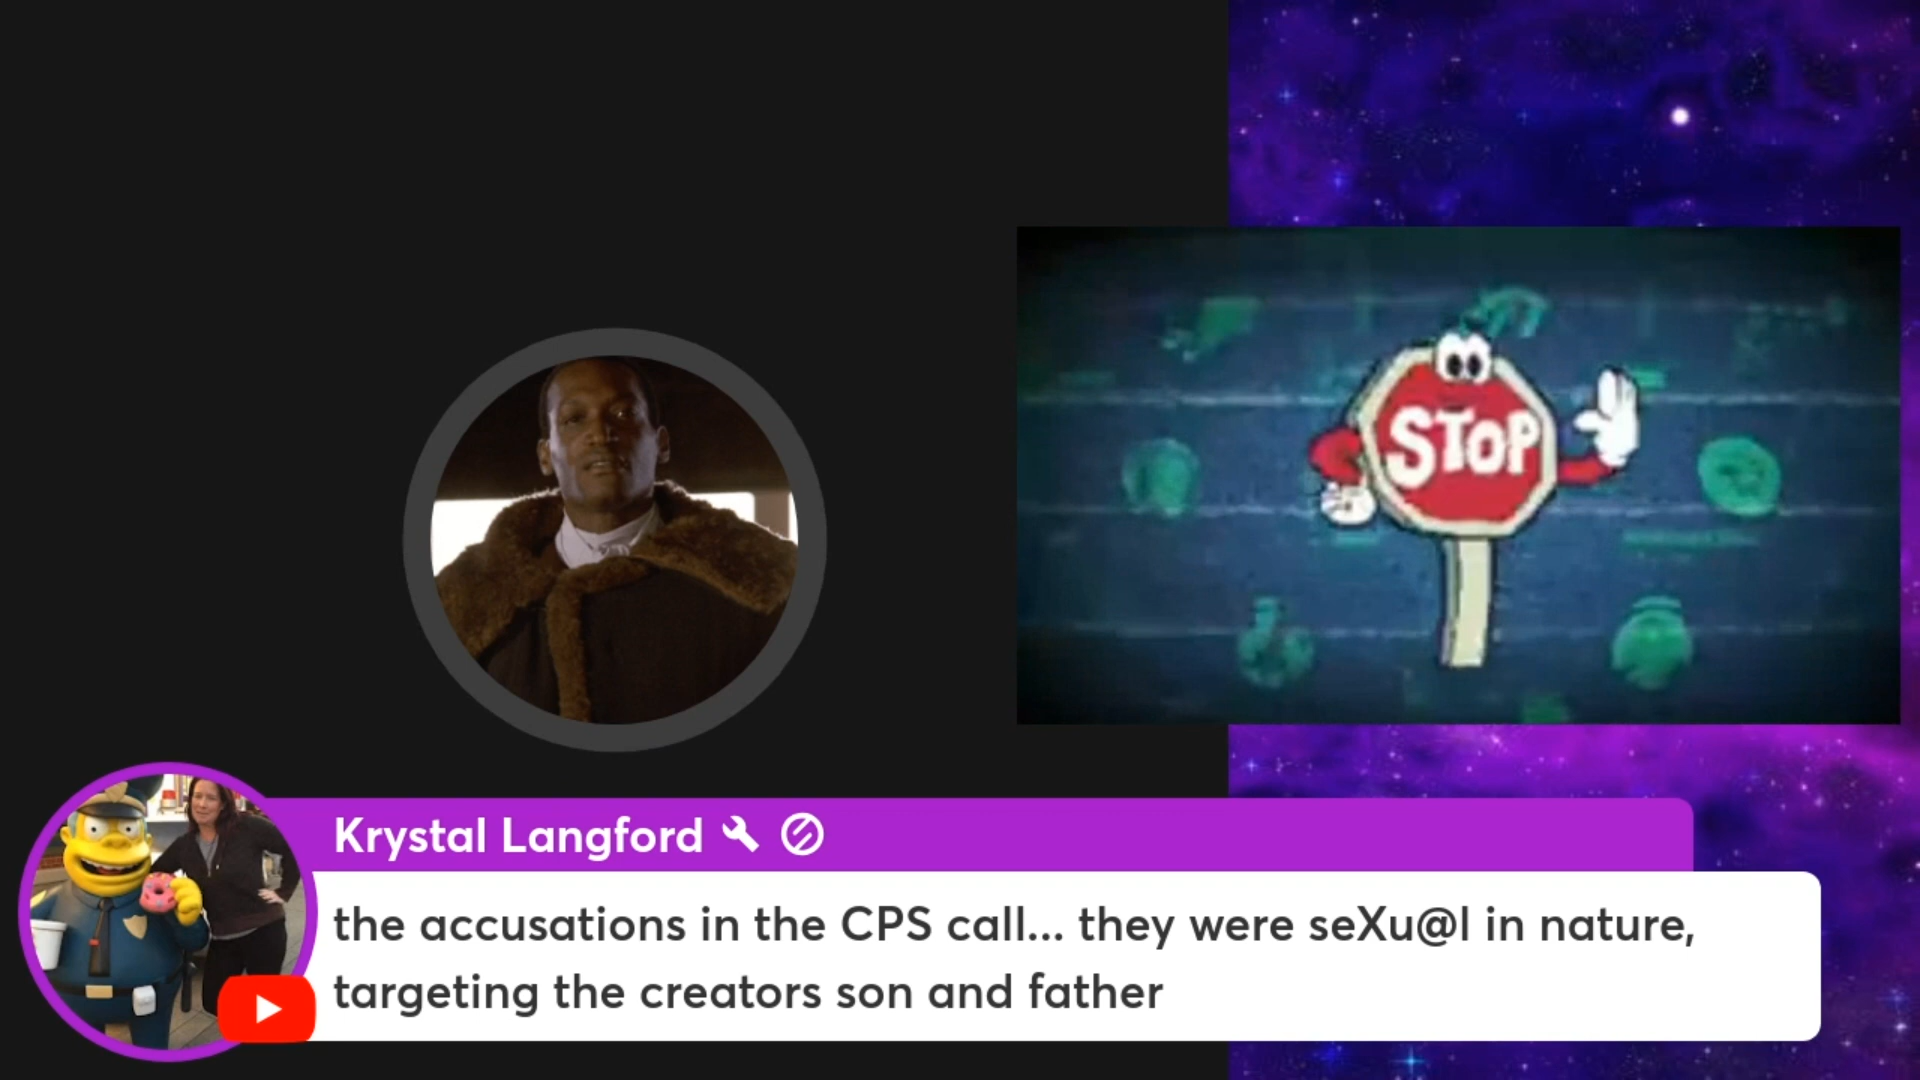 STOP
Krystal Langford
the accusations in the CPS call... they were seXu@l in nature,
targeting the creators son and father